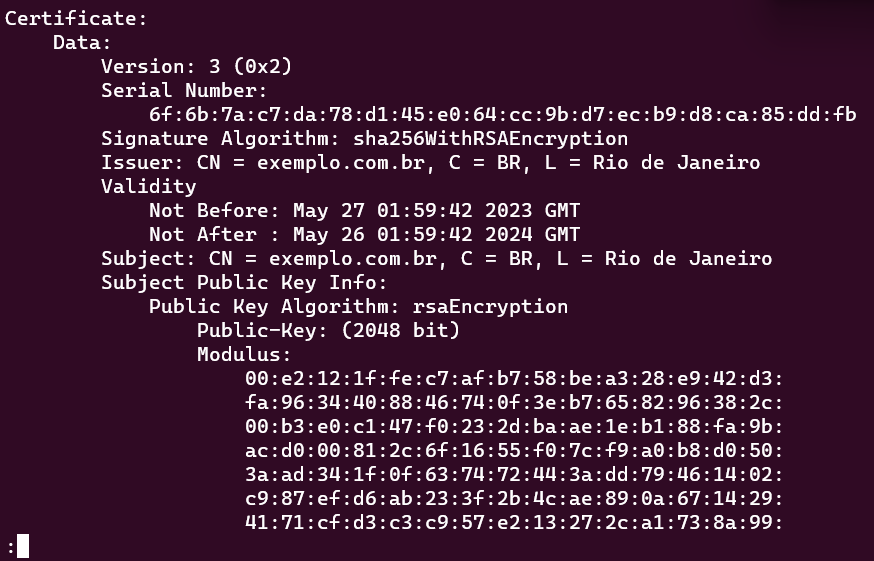 Certificate:
    Data:
        Version: 3 (0x2)
        Serial Number:
            6f:6b:7a:c7:da:78:d1:45:e0:64:cc:9b:d7:ec:b9:d8:ca:85:dd:fb
        Signature Algorithm: sha256WithRSAEncryption
        Issuer: CN = exemplo.com.br, C = BR, L = Rio de Janeiro
        Validity
            Not Before: May 27 01:59:42 2023 GMT
            Not After : May 26 01:59:42 2024 GMT
        Subject: CN = exemplo.com.br, C = BR, L = Rio de Janeiro
        Subject Public Key Info:
            Public Key Algorithm: rsaEncryption
                Public-Key: (2048 bit)
                Modulus:
                    00:e2:12:1f:fe:c7:af:b7:58:be:a3:28:e9:42:d3:
                    fa:96:34:40:88:46:74:0f:3e:b7:65:82:96:38:2c:
                    00:b3:e0:c1:47:f0:23:2d:ba:ae:1e:b1:88:fa:9b:
                    ac:d0:00:81:2c:6f:16:55:f0:7c:f9:a0:b8:d0:50:
                    3a:ad:34:1f:0f:63:74:72:44:3a:dd:79:46:14:02:
                    c9:87:ef:d6:ab:23:3f:2b:4c:ae:89:0a:67:14:29:
                    41:71:cf:d3:c3:c9:57:e2:13:27:2c:a1:73:8a:99:
: